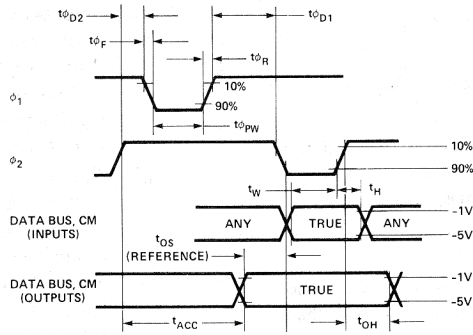 tϕD2
tϕD1
tϕF
tϕR
ϕ1
10%
90%
tϕPW
ϕ2
10%
90%
tW
tH
DATA BUS, CM
(INPUTS)
ANY
TRUE
ANY
-1V
-5V
tOS
(REFERENCE)
DATA BUS, CM
(OUTPUTS)
TRUE
-1V
-5V
tACC
tOH